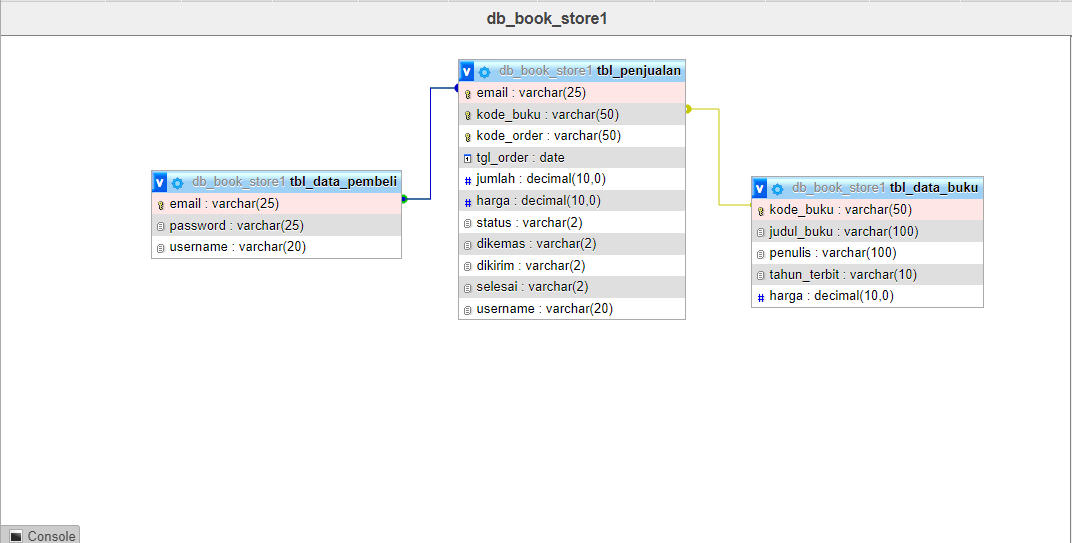 db_book_store1
db_book_store1 tbl_penjualan
email : varchar(25)
kode_buku : varchar(50)
kode_order : varchar(50)
tgl_order : date
jumlah : decimal(10,0)
harga : decimal(10,0)
status : varchar(2)
dikemas : varchar(2)
dikirim : varchar(2)
selesai : varchar(2)
username : varchar(20)
db_book_store1 tbl_data_pembeli
email : varchar(25)
password : varchar(25)
username : varchar(20)
db_book_store1 tbl_data_buku
kode_buku : varchar(50)
judul_buku : varchar(100)
penulis : varchar(100)
tahun_terbit : varchar(10)
harga : decimal(10,0)
Console